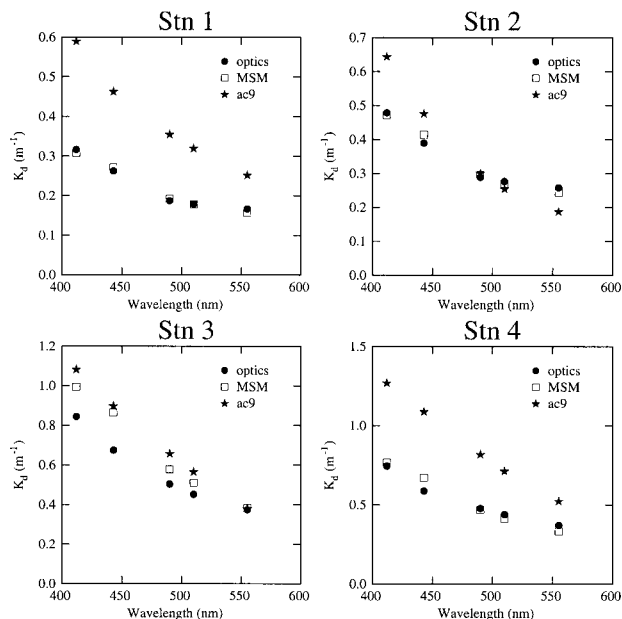 Stn 1
0.6
0.5
0.4
0.3
0.2
0.1
0.0
K_d (m⁻¹)
optics
MSM
ac9
400 450 500 550 600
Wavelength (nm)
Stn 2
0.7
0.6
0.5
0.4
0.3
0.2
0.1
0.0
K_d (m⁻¹)
optics
MSM
ac9
400 450 500 550 600
Wavelength (nm)
Stn 3
1.2
1.0
0.8
0.6
0.4
0.2
0.0
K_d (m⁻¹)
optics
MSM
ac9
400 450 500 550 600
Wavelength (nm)
Stn 4
1.5
1.0
0.5
0.0
K_d (m⁻¹)
optics
MSM
ac9
400 450 500 550 600
Wavelength (nm)